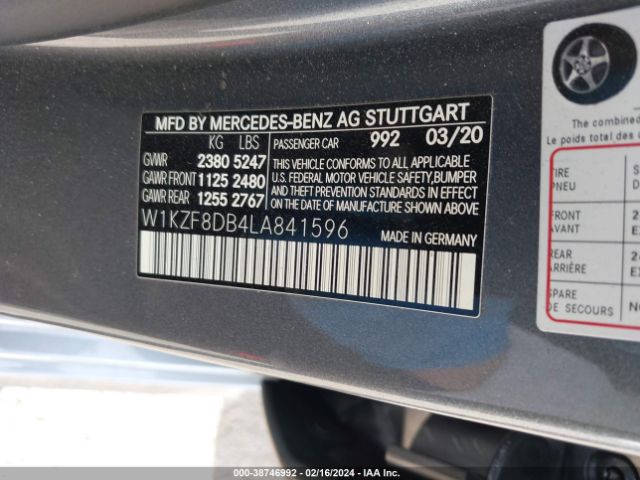 MFD BY MERCEDES-BENZ AG STUTTGART
KG LBS PASSENGER CAR 992 03/20
GVWR 2380 5247
GAWR FRONT 1125 2480
GAWR REAR 1255 2767
THIS VEHICLE CONFORMS TO ALL APPLICABLE
U.S. FEDERAL MOTOR VEHICLE SAFETY,BUMPER
AND THEFT PREVENTION STANDARDS IN EFFECT
ON THE DATE OF MANUFACTURE SHOWN ABOVE.
W1KZF8DB4LA841596
MADE IN GERMANY
The combined
Le poids total des
TIRE
PNEU
FRONT
AVANT
REAR
ARRIÈRE
SPARE
DE SECOURS
000-38746992 - 02/16/2024 - IAA Inc.